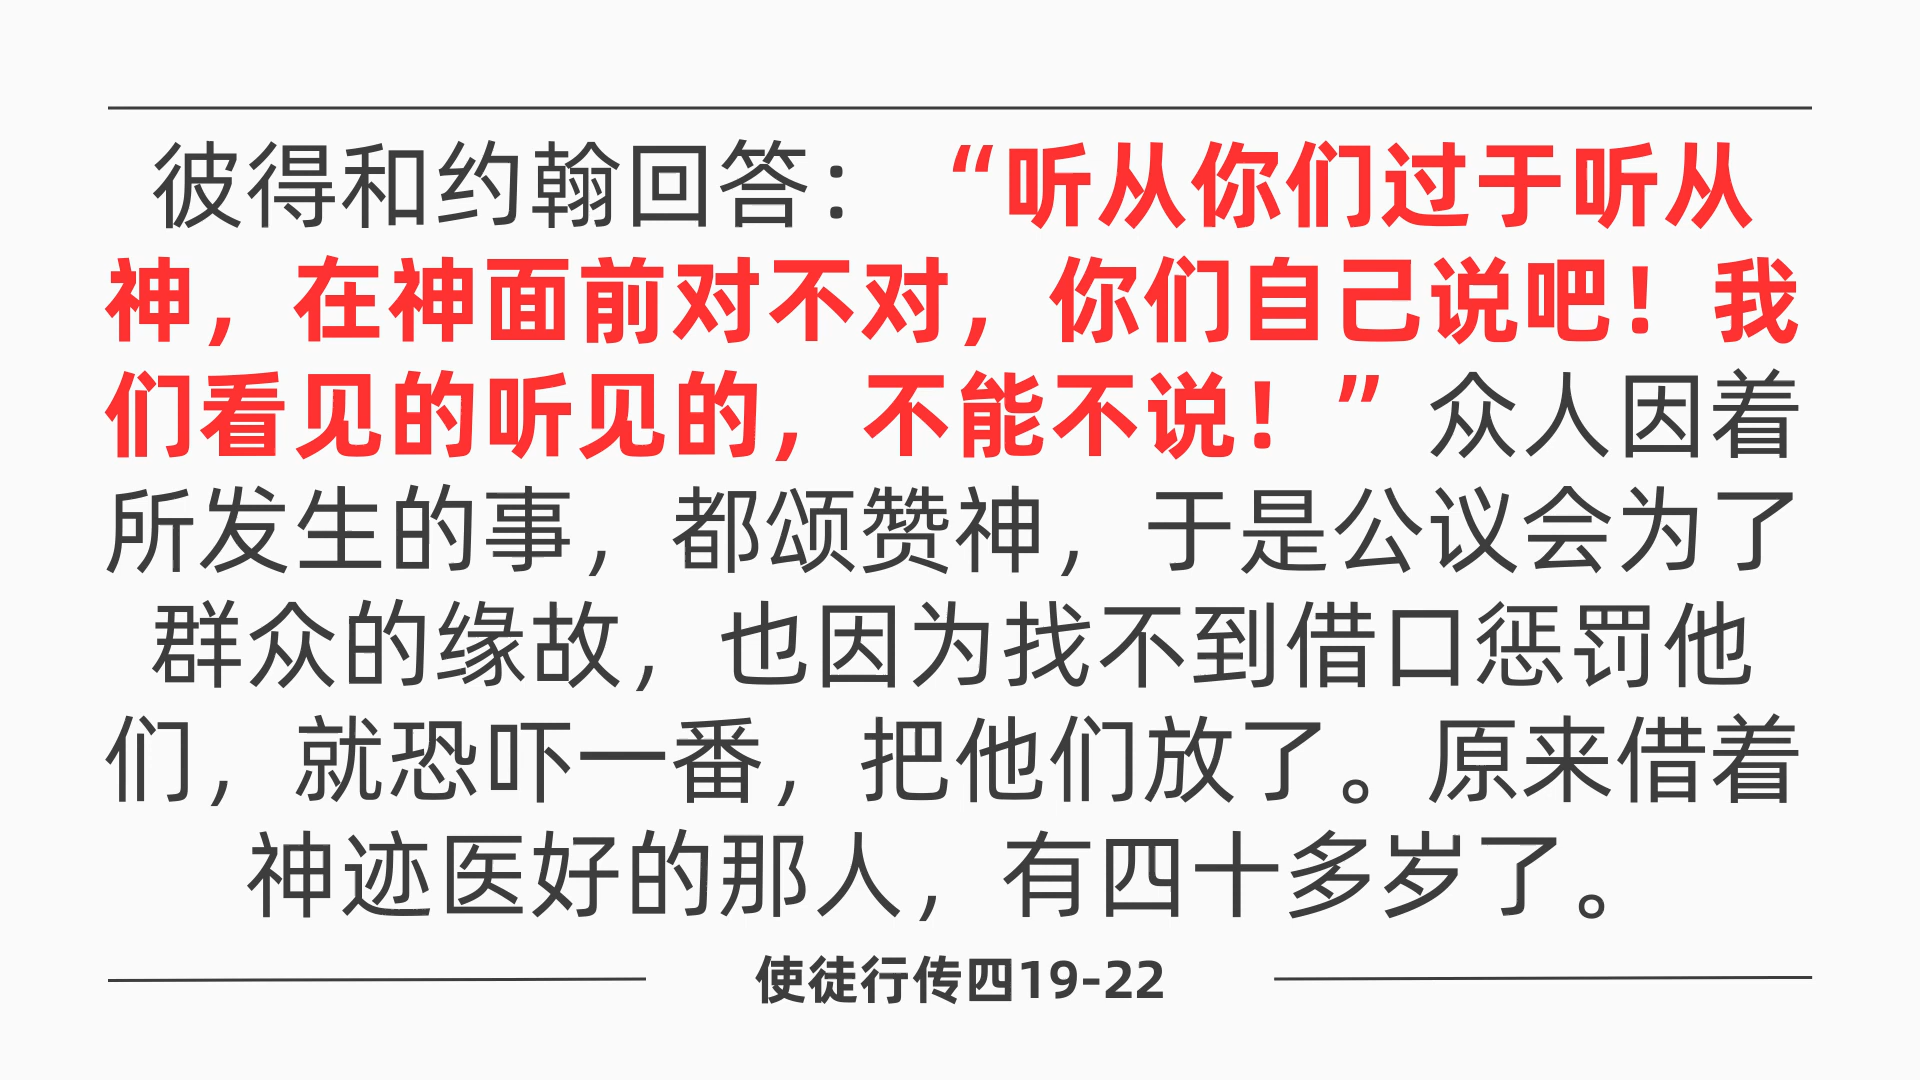 彼得和约翰回答：“听从你们过于听从
神，在神面前对不对，你们自己说吧！我
们看见的听见的，不能不说！”众人因着
所发生的事，都颂赞神，于是公议会为了
群众的缘故，也因为找不到借口惩罚他
们，就恐吓一番，把他们放了。原来借着
神迹医好的那人，有四十多岁了。
使徒行传四19-22